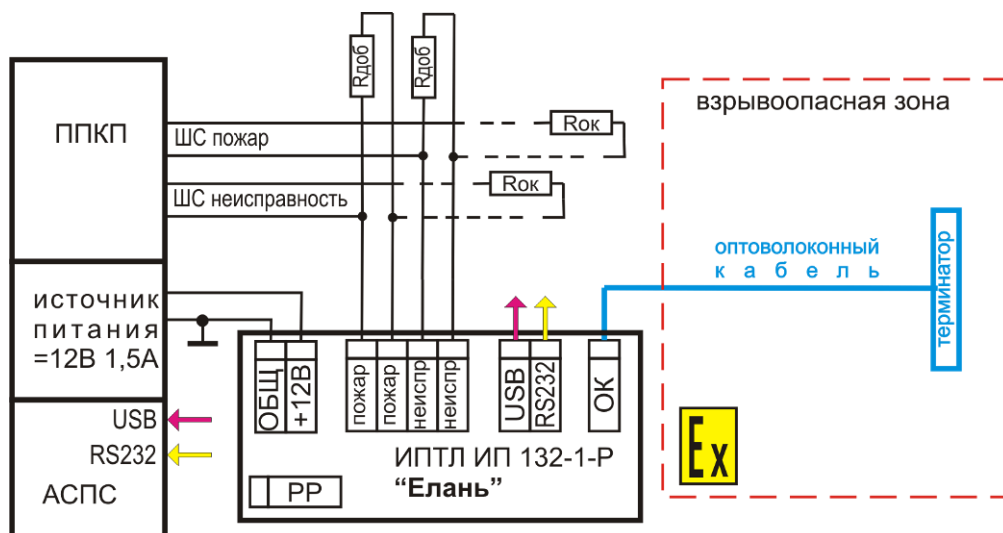 Rдоб
Rдоб
взрывоопасная зона
ППКП
ШС пожар
Rок
ШС неисправность
Rок
оптоволоконный
кабель
терминатор
источник
питания
=12В 1,5А
ОБЩ
+12В
пожар
пожар
неиспр
неиспр
USB
RS232
ОК
USB
RS232
АСПС
ИПТЛ ИП 132-1-Р
“Елань”
РР
Ex